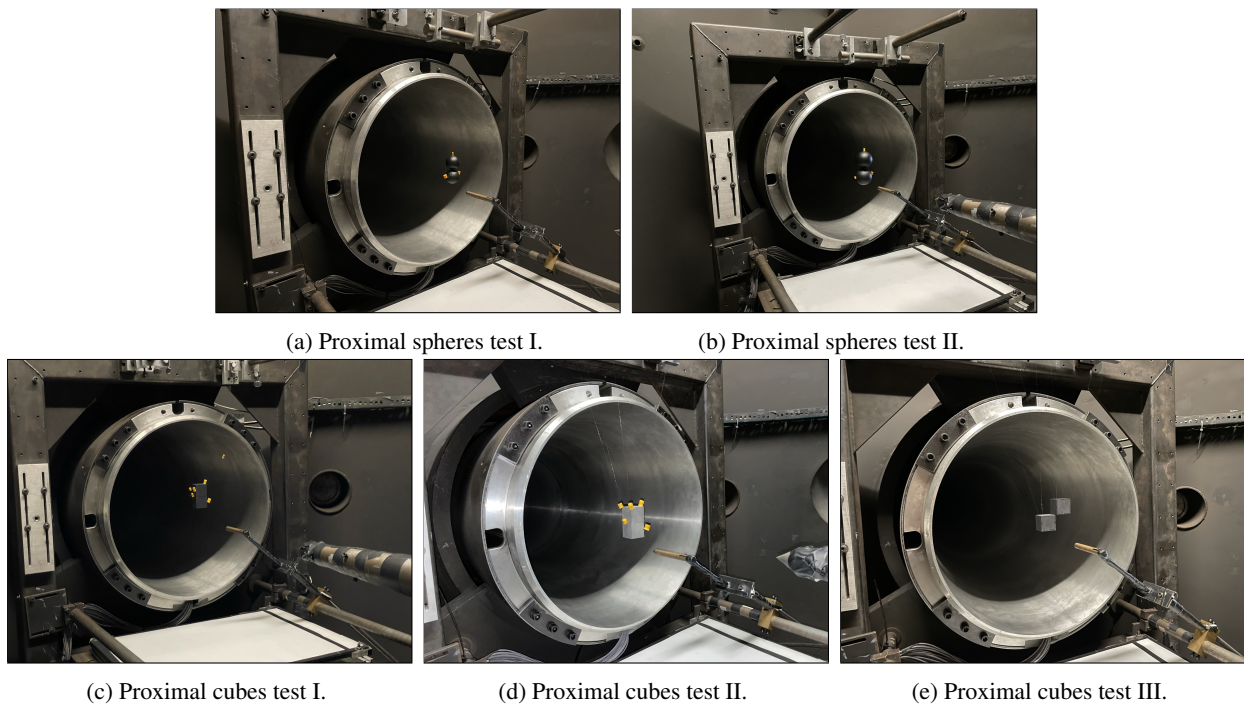 (a) Proximal spheres test I.
(b) Proximal spheres test II.
(c) Proximal cubes test I.
(d) Proximal cubes test II.
(e) Proximal cubes test III.